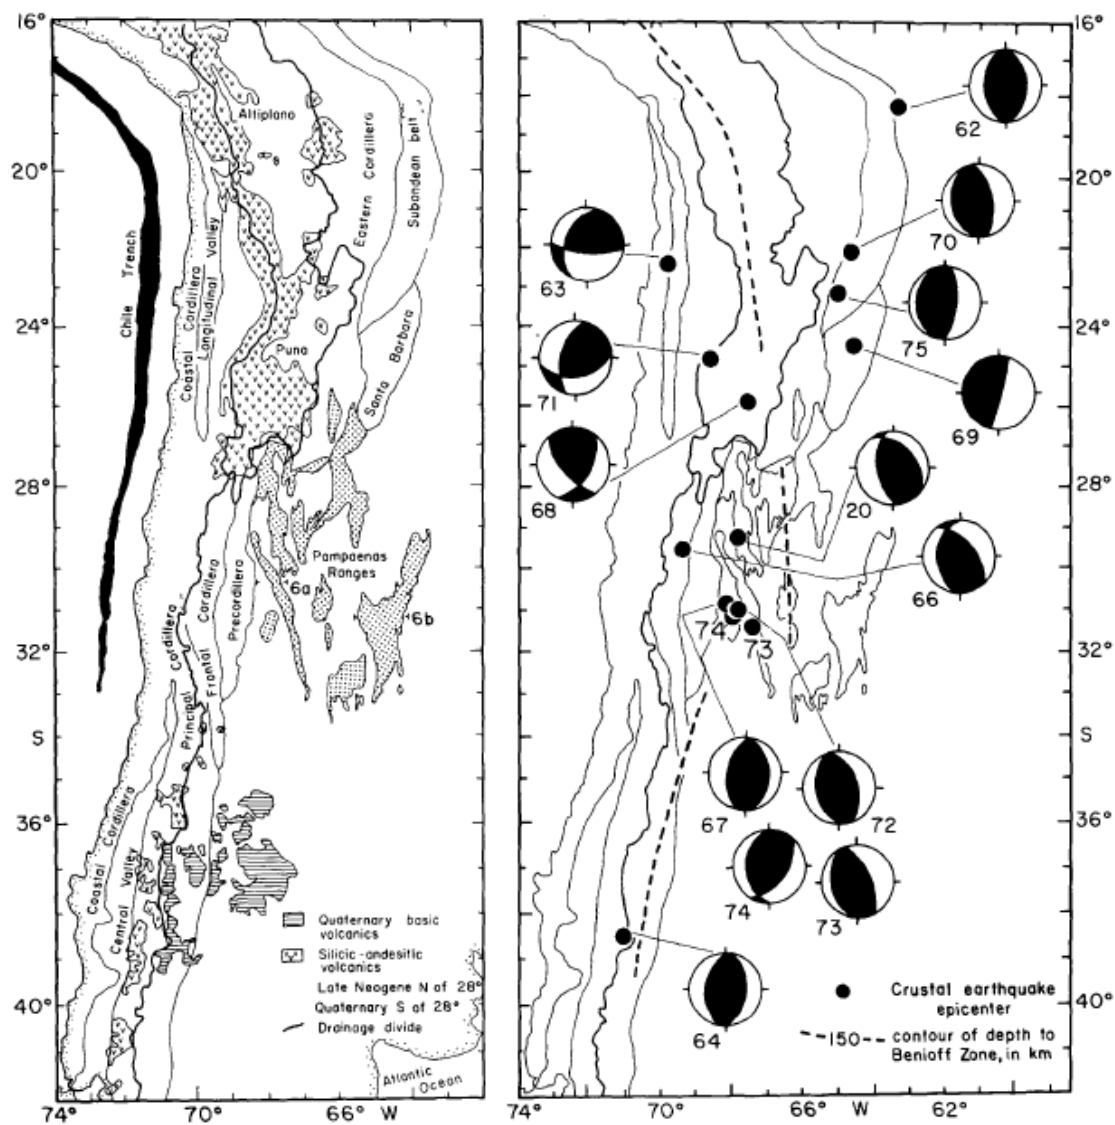 16°
20°
24°
28°
32°
S
36°
40°
74°
70°
66° W
Altiplano
Eastern Cordillera
Subandean belt
Chile Trench
Coastal Cordillera
Longitudinal Valley
Puna
Santa Barbara
Pampaenas
Ranges
6a
6b
Precordillera
Frontal Cordillera
Principal Cordillera
Coastal Cordillera
Central Valley
Quaternary basic
volcanics
Silicic-andesitic
volcanics
Late Neogene N of 28°
Quaternary S of 28°
Drainage divide
Atlantic
Ocean
16°
20°
24°
28°
32°
S
36°
40°
70°
66° W
62°
62
70
63
75
71
69
68
20
66
74
73
67
72
74
73
64
Crustal earthquake
epicenter
150
contour of depth to
Benioff Zone, in km